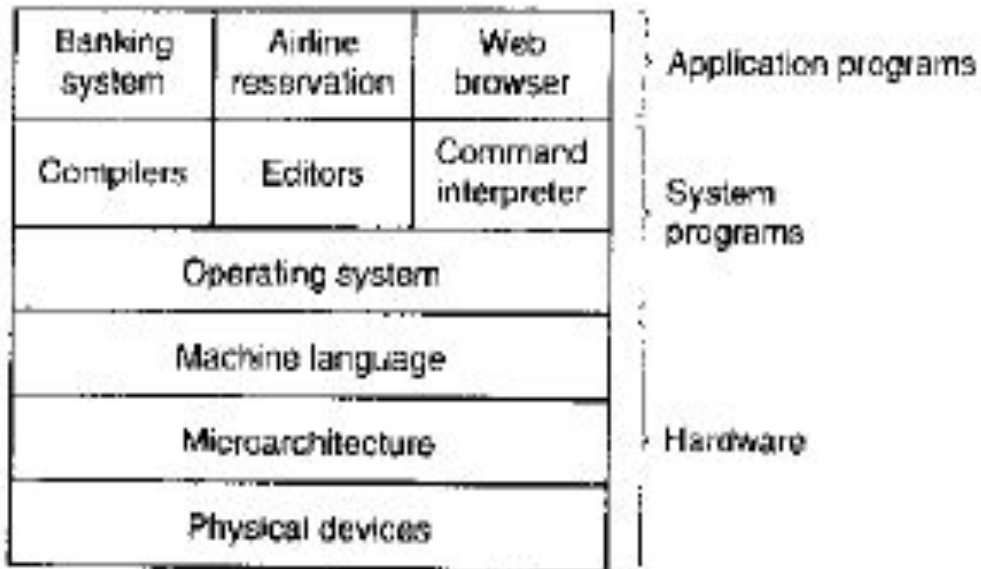 Banking
system
Airline
reservation
Web
browser
Application programs
Compilers
Editors
Command
interpreter
System
programs
Operating system
Machine language
Microarchitecture
Hardware
Physical devices